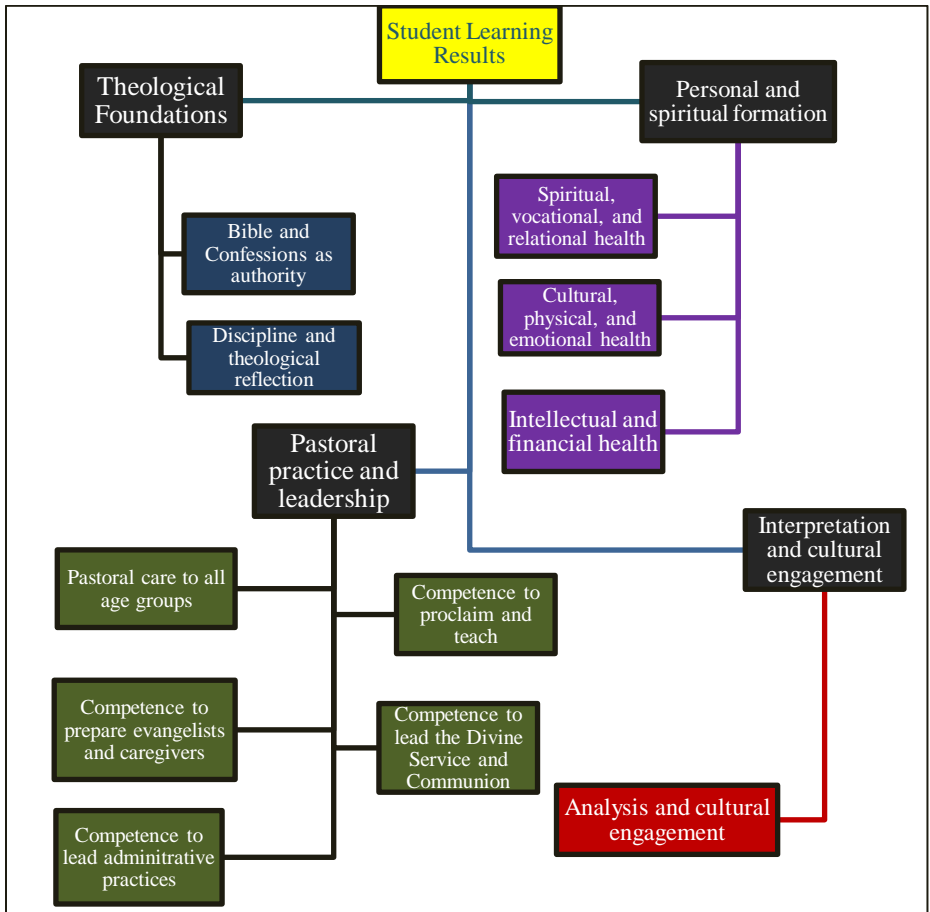 Student Learning
Results
Theological
Foundations
Personal and
spiritual formation
Spiritual,
vocational, and
relational health
Bible and
Confessions as
authority
Cultural,
physical, and
emotional health
Discipline and
theological
reflection
Intellectual and
financial health
Pastoral
practice and
leadership
Interpretation
and cultural
engagement
Pastoral care to all
age groups
Competence to
proclaim and
teach
Competence to
prepare evangelists
and caregivers
Competence to
lead the Divine
Service and
Communion
Analysis and cultural
engagement
Competence to
lead adminitrative
practices